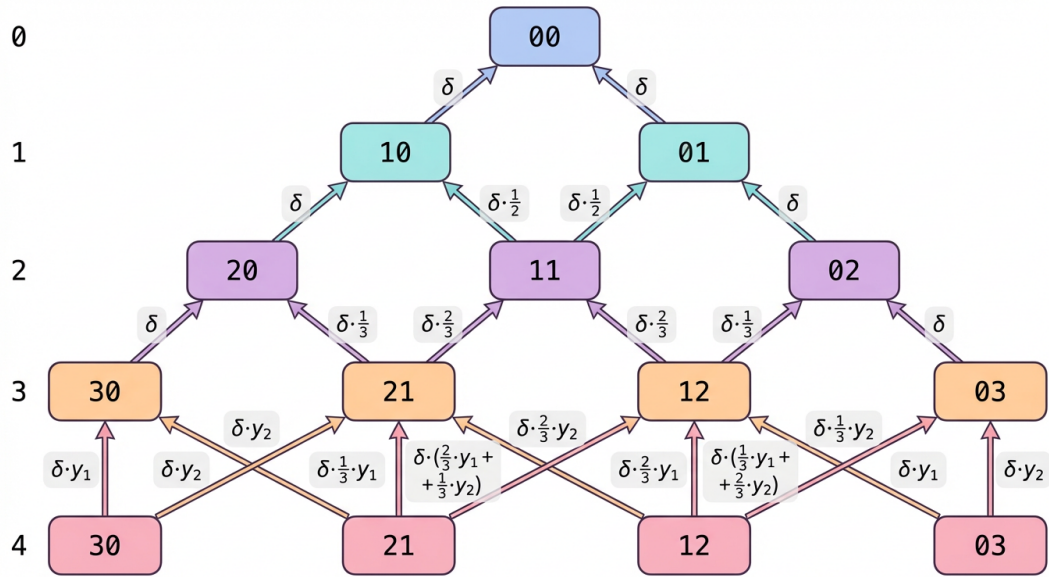 0
00
δ
δ
1
10
01
δ
δ·1/2
δ·1/2
δ
2
20
11
02
δ
δ·1/3
δ·2/3
δ·2/3
δ·1/3
δ
3
30
21
12
03
δ·y₂
δ·2/3·y₂
δ·1/3·y₂
δ·y₁
δ·y₂
δ·1/3·y₁
δ·(2/3·y₁+
+1/3·y₂)
δ·2/3·y₁
δ·(1/3·y₁+
+2/3·y₂)
δ·y₁
δ·y₂
4
30
21
12
03